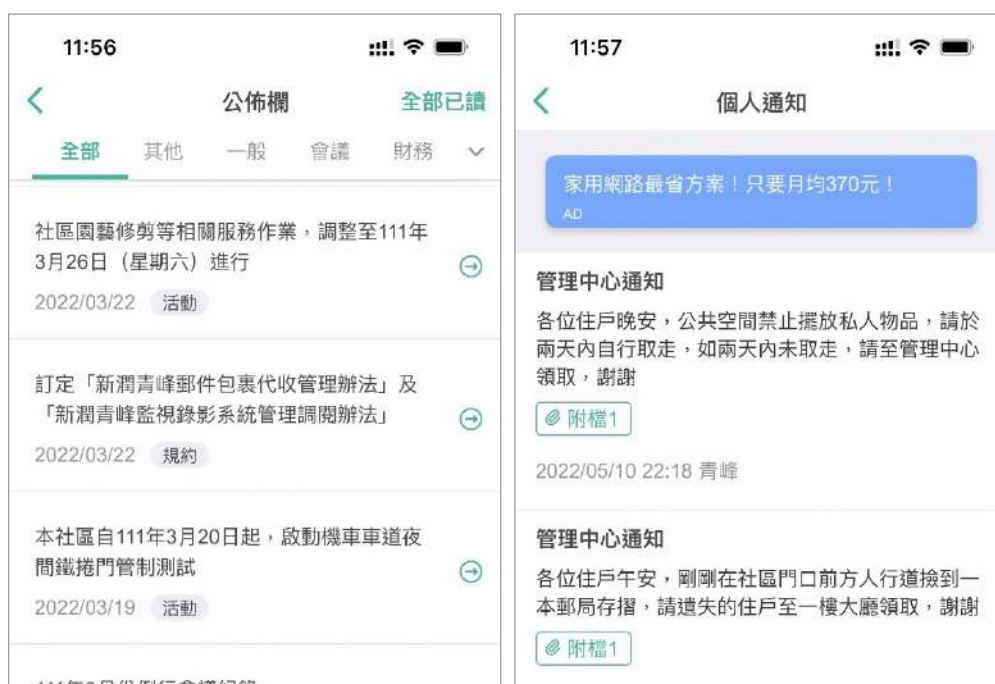 11:56
公佈欄
全部已讀
全部 其他 一般 會議 財務
社區園藝修剪等相關服務作業，調整至111年
3月26日（星期六）進行
2022/03/22 活動
訂定「新潤青峰郵件包裹代收管理辦法」及
「新潤青峰監視錄影系統管理調閱辦法」
2022/03/22 規約
本社區自111年3月20日起，啟動機車車道夜
間鐵捲門管制測試
2022/03/19 活動
11:57
個人通知
家用網路最省方案！只要月均370元！
AD
管理中心通知
各位住戶晚安，公共空間禁止擺放私人物品，請於
兩天內自行取走，如兩天內未取走，請至管理中心
領取，謝謝
附檔1
2022/05/10 22:18 青峰
管理中心通知
各位住戶午安，剛剛在社區門口前方人行道撿到一
本郵局存摺，請遺失的住戶至一樓大廳領取，謝謝
附檔1